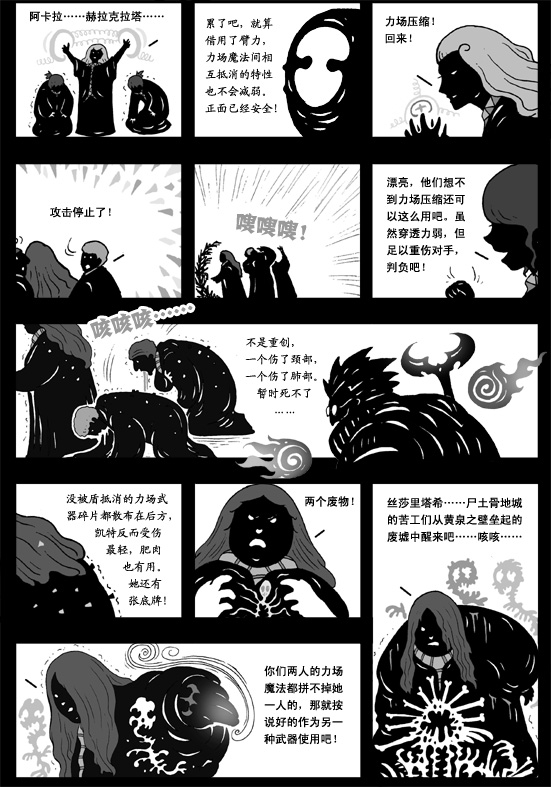 阿卡拉……赫拉克拉塔……
累了吧，就算
借用了臂力，
力场魔法间相
互抵消的特性
也不会减弱。
正面已经安全！
力场压缩！
回来！
攻击停止了！
嗖嗖嗖！
漂亮，他们想不
到力场压缩还可
以这么用吧。虽
然穿透力弱，但
足以重伤对手，
判负吧！
咳咳咳……
不是重创，
一个伤了颈部，
一个伤了肺部。
暂时死不了
……
没被盾抵消的力场武
器碎片都散布在后方，
凯特反而受伤
最轻，肥肉
也有用。
她还有
张底牌！
两个废物！
丝莎里塔希……尸土骨地城
的苦工们从黄泉之壁垒起的
废墟中醒来吧……咳咳……
你们两人的力场
魔法都拼不掉她
一人的，那就按
说好的作为另一
种武器使用吧！